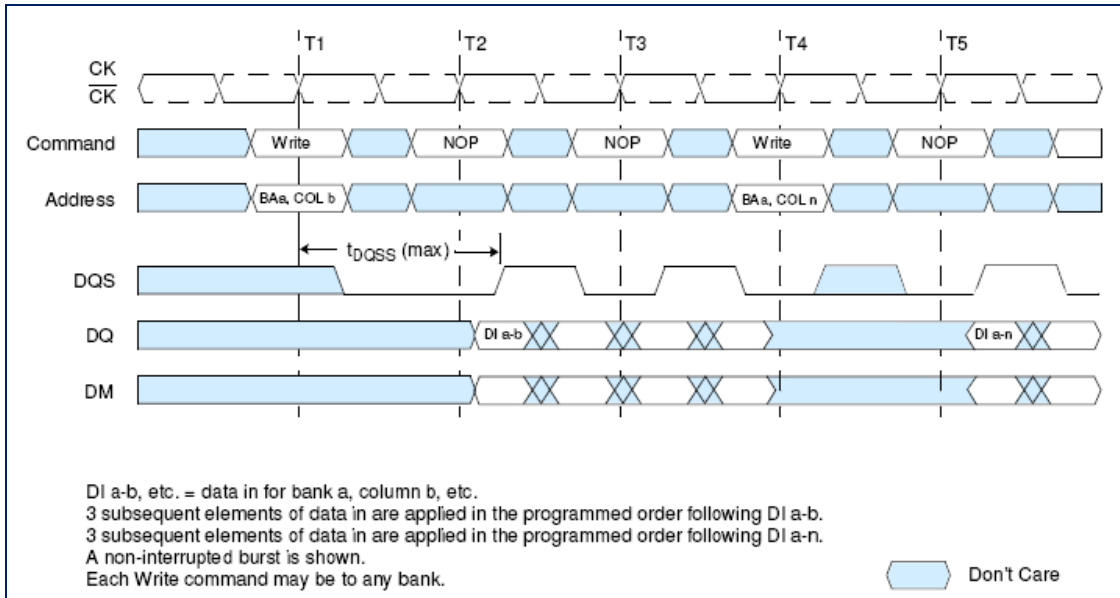 T1 T2 T3 T4 T5
CK
CK
Command Write NOP NOP Write NOP
Address BAa, COL b BAa, COL n
tDQSS (max)
DQS
DQ DI a-b DI a-n
DM
DI a-b, etc. = data in for bank a, column b, etc.
3 subsequent elements of data in are applied in the programmed order following DI a-b.
3 subsequent elements of data in are applied in the programmed order following DI a-n.
A non-interrupted burst is shown.
Each Write command may be to any bank.
Don't Care